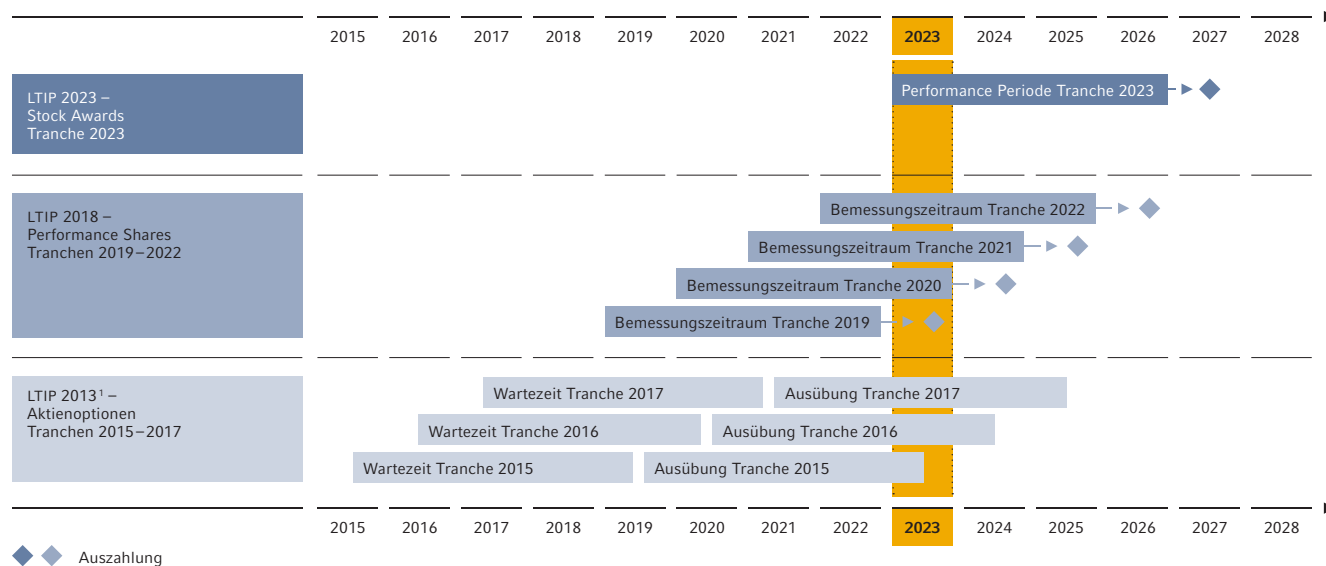 2015 2016 2017 2018 2019 2020 2021 2022 2023 2024 2025 2026 2027 2028
LTIP 2023 –
Stock Awards
Tranche 2023
Performance Periode Tranche 2023
LTIP 2018 –
Performance Shares
Tranchen 2019–2022
Bemessungszeitraum Tranche 2022
Bemessungszeitraum Tranche 2021
Bemessungszeitraum Tranche 2020
Bemessungszeitraum Tranche 2019
LTIP 2013¹ –
Aktienoptionen
Tranchen 2015–2017
Wartezeit Tranche 2017 Ausübung Tranche 2017
Wartezeit Tranche 2016 Ausübung Tranche 2016
Wartezeit Tranche 2015 Ausübung Tranche 2015
2015 2016 2017 2018 2019 2020 2021 2022 2023 2024 2025 2026 2027 2028
Auszahlung